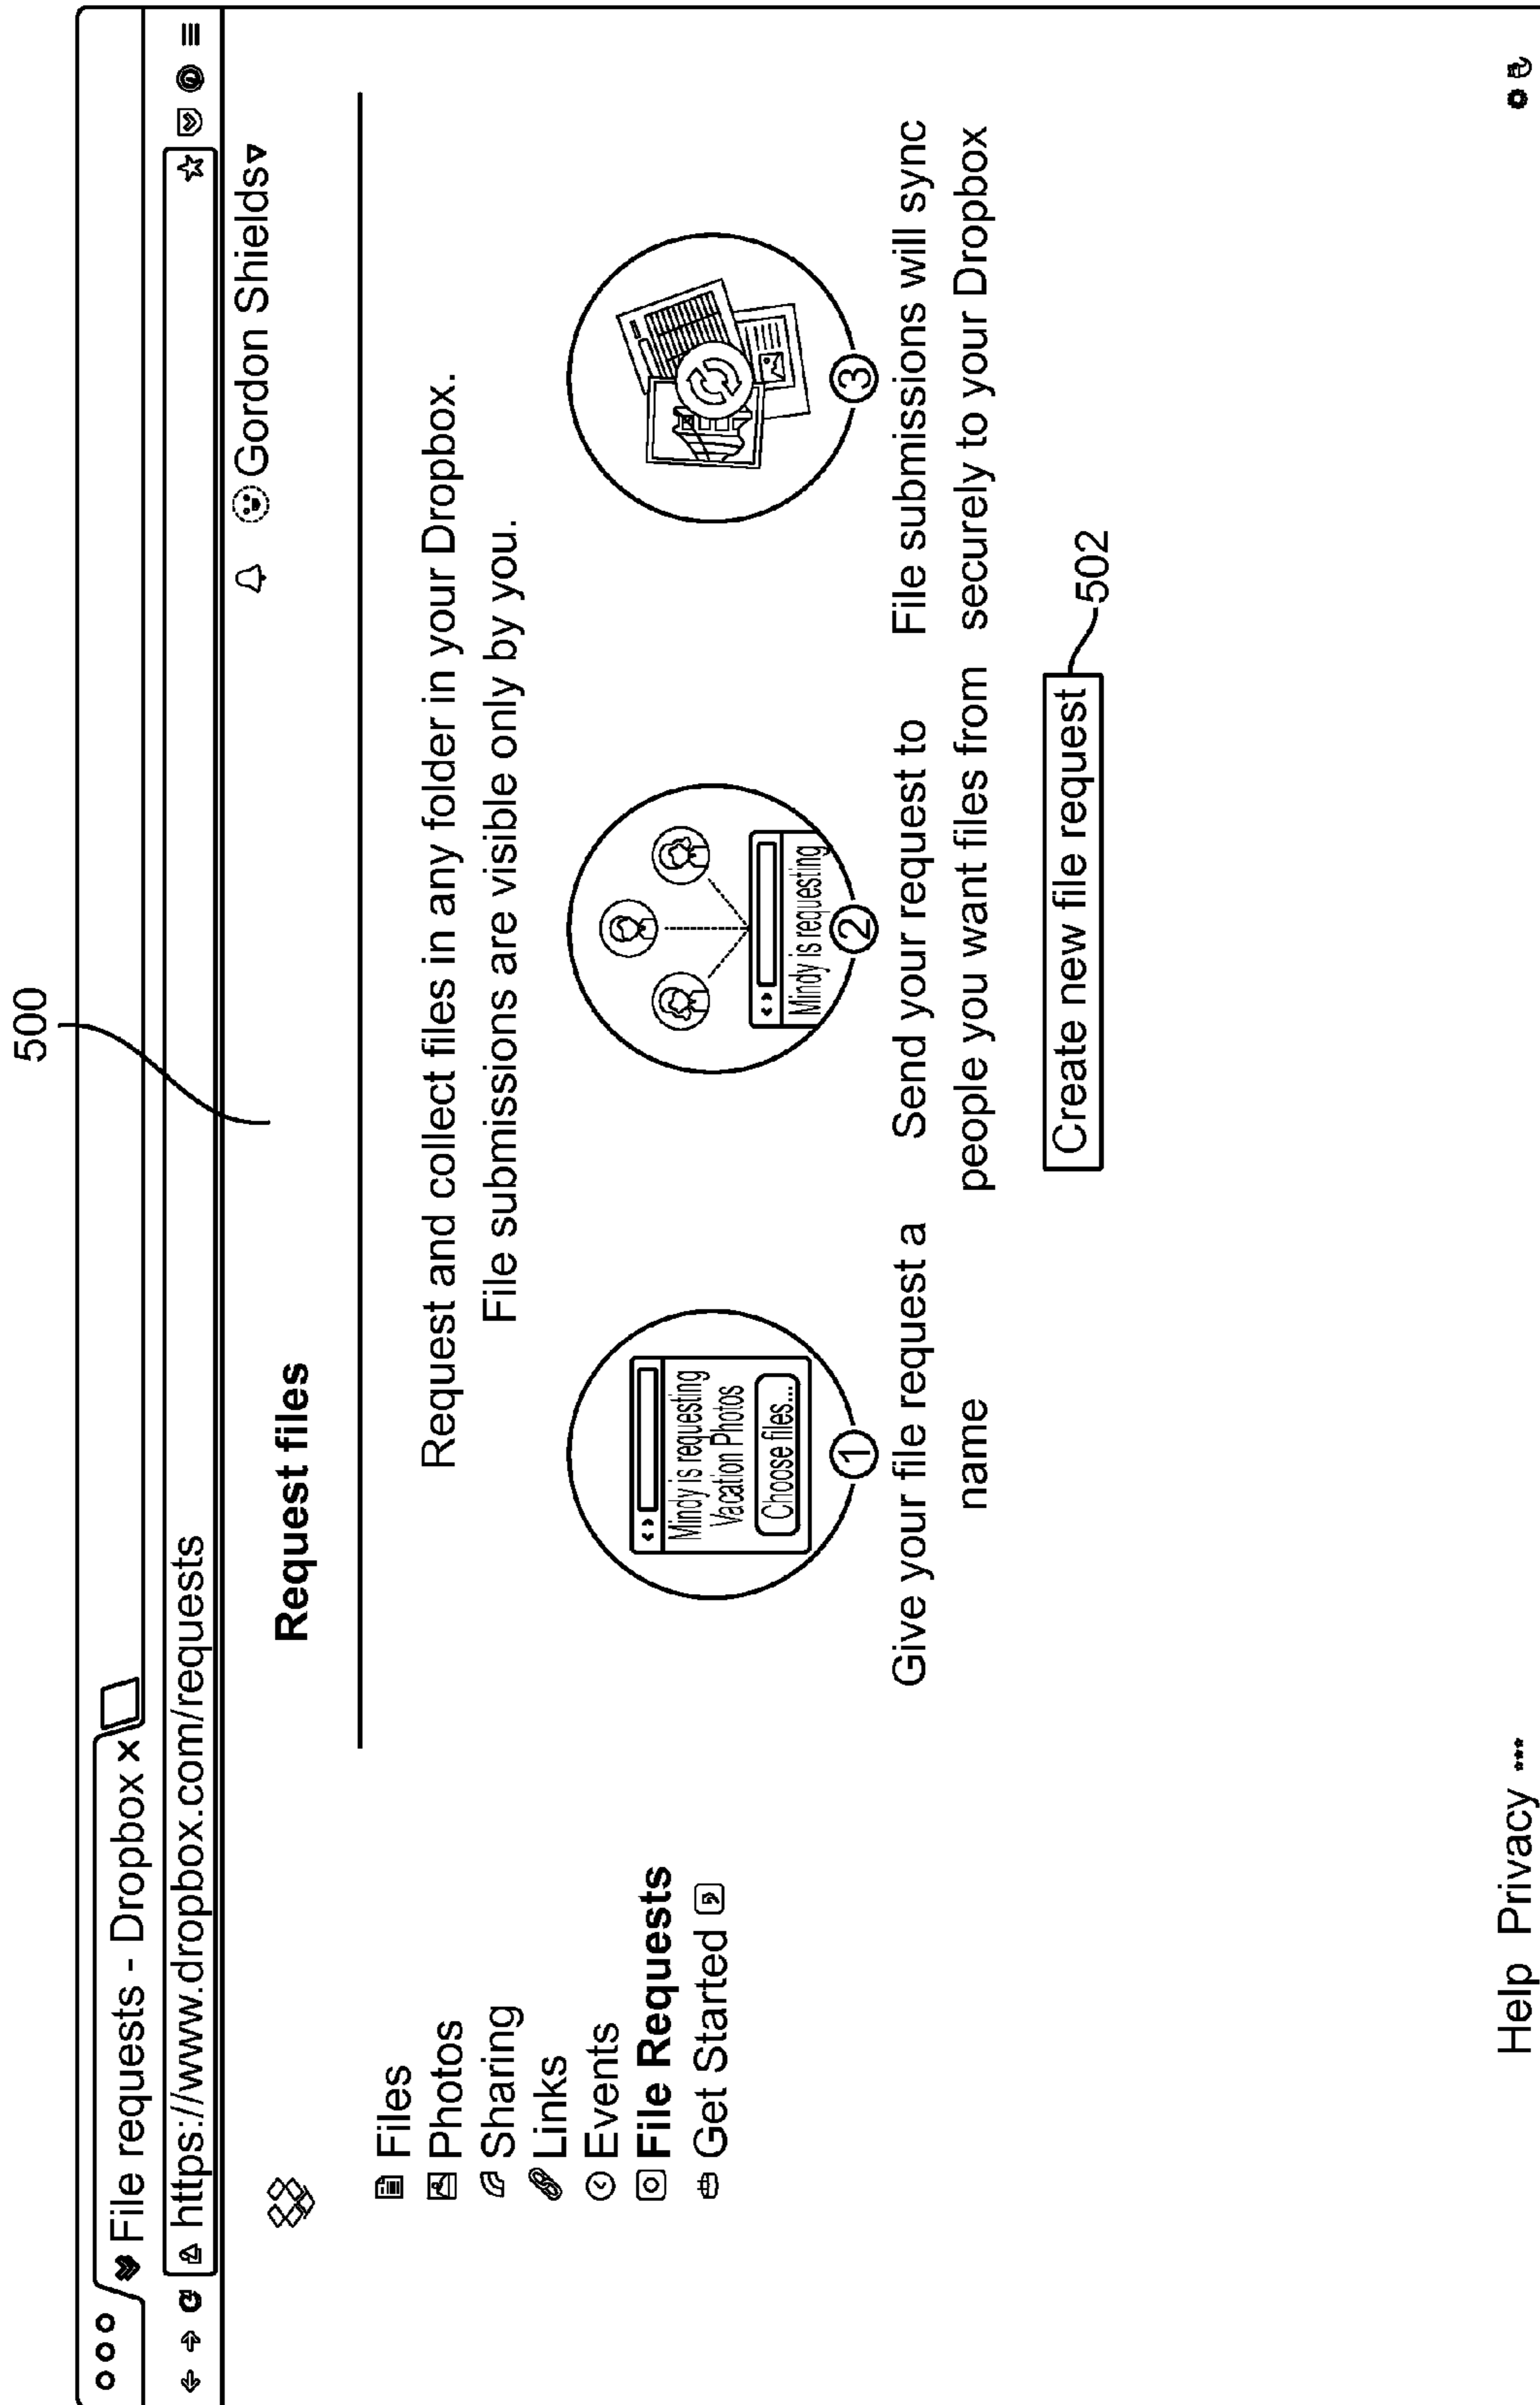 500
File requests - Dropbox x
https://www.dropbox.com/requests
Gordon Shields
Request files
Files
Photos
Sharing
Links
Events
File Requests
Get Started
Request and collect files in any folder in your Dropbox.
File submissions are visible only by you.
Mindy is requesting
Vacation Photos
Choose files...
1
Give your file request a
name
Mindy is requesting
2
Send your request to
people you want files from
3
File submissions will sync
securely to your Dropbox
Create new file request
502
Help Privacy